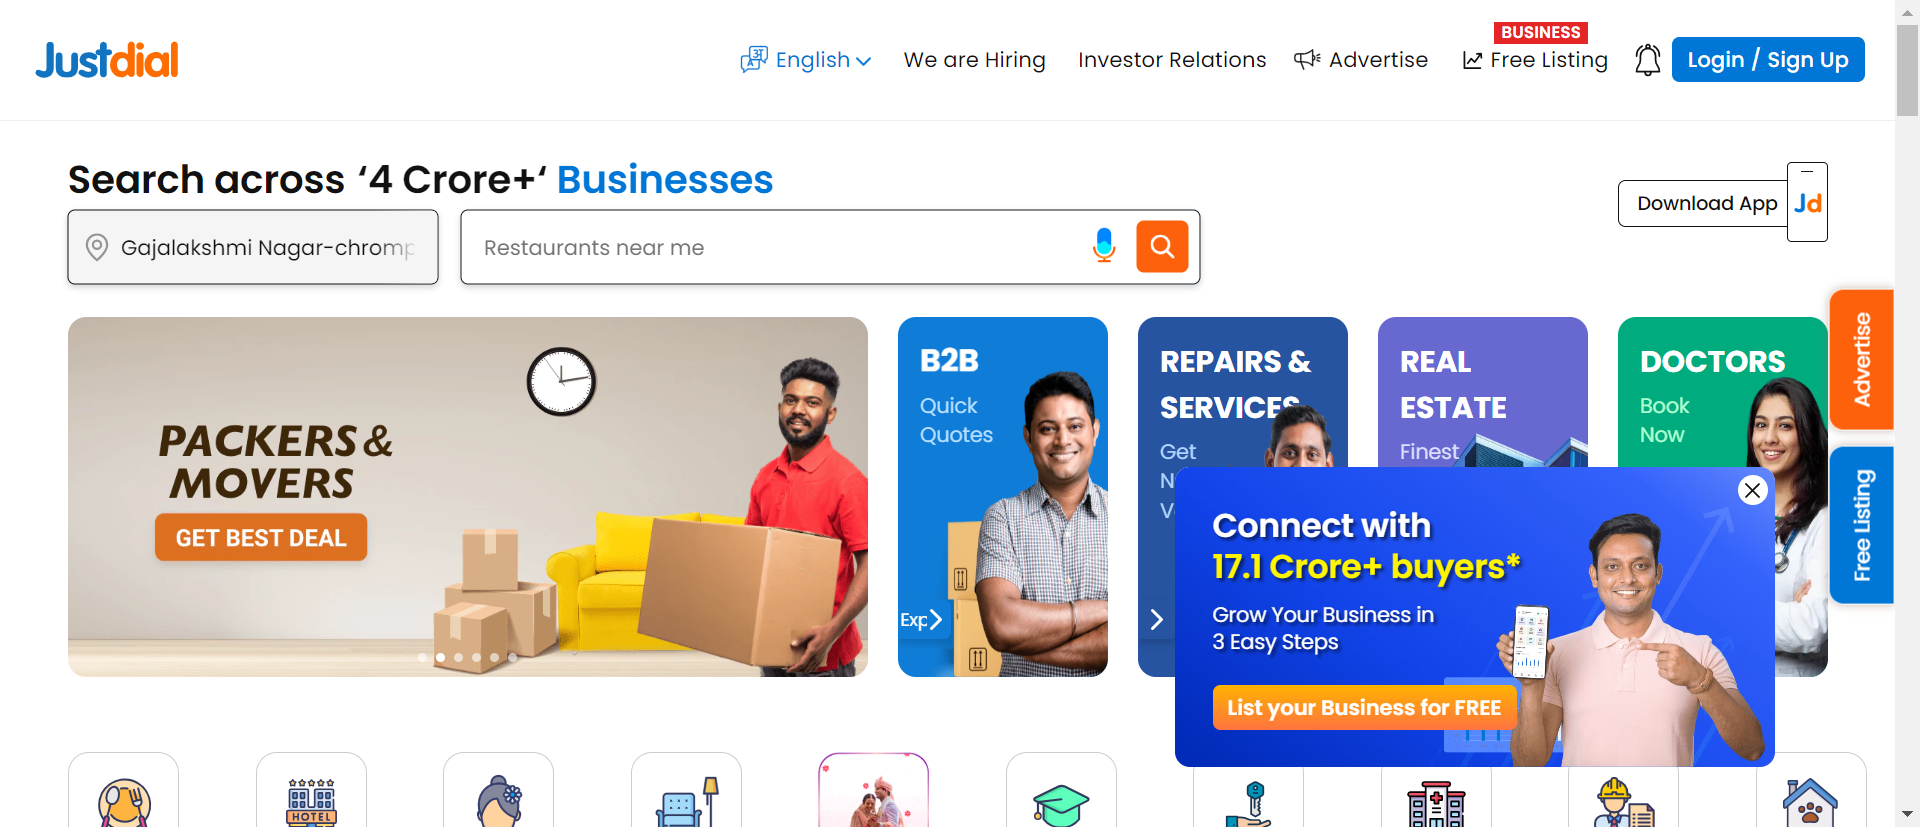 Justdial
English
We are Hiring
Investor Relations
Advertise
BUSINESS
Free Listing
Login / Sign Up
Search across ‘4 Crore+‘ Businesses
Download App
Jd
Gajalakshmi Nagar-chromp
Restaurants near me
PACKERS &
MOVERS
GET BEST DEAL
B2B
Quick
Quotes
Exp
REPAIRS &
SERVICES
Get
N
V
REAL
ESTATE
Finest
DOCTORS
Book
Now
Advertise
Free Listing
Connect with
17.1 Crore+ buyers*
Grow Your Business in
3 Easy Steps
List your Business for FREE
HOTEL